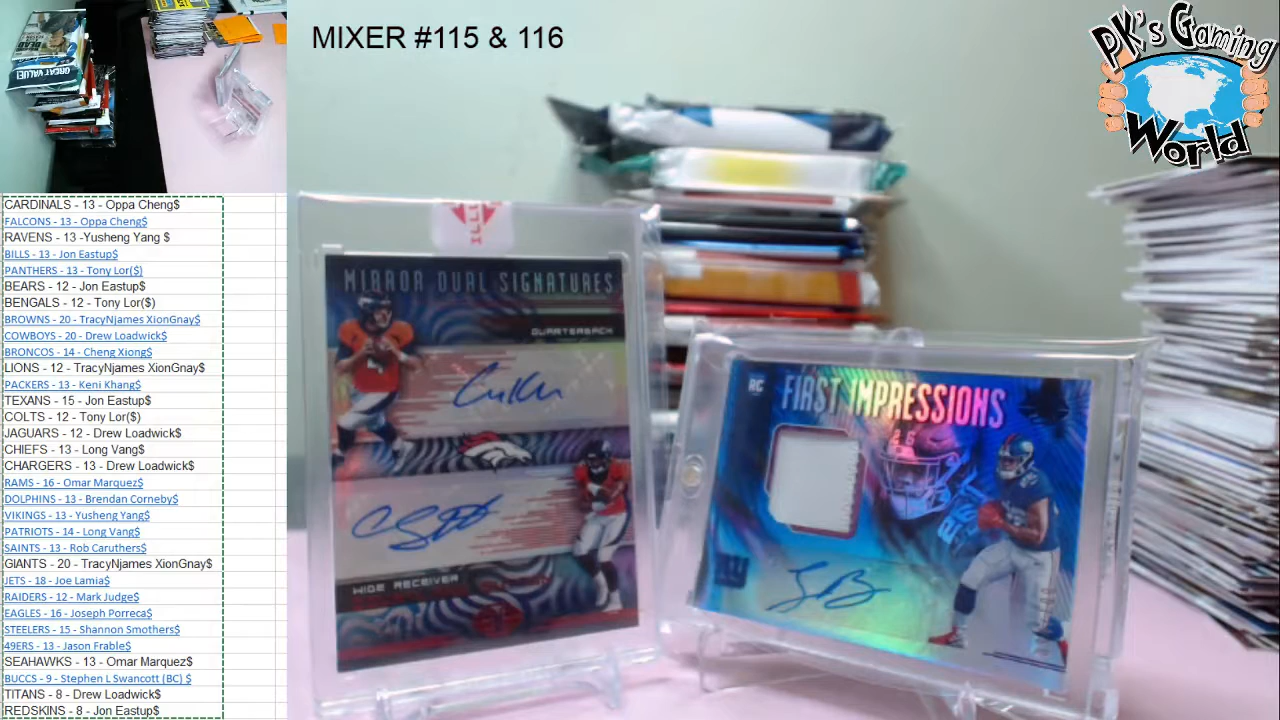 MIXER #115 & 116
PK's Gaming
World
GREAT VALUE!
CARDINALS - 13 - Oppa Cheng$
FALCONS - 13 - Oppa Cheng$
RAVENS - 13 -Yusheng Yang $
BILLS - 13 - Jon Eastup$
PANTHERS - 13 - Tony Lor($)
BEARS - 12 - Jon Eastup$
BENGALS - 12 - Tony Lor($)
BROWNS - 20 - TracyNjames XionGnay$
COWBOYS - 20 - Drew Loadwick$
BRONCOS - 14 - Cheng Xiong$
LIONS - 12 - TracyNjames XionGnay$
PACKERS - 13 - Keni Khang$
TEXANS - 15 - Jon Eastup$
COLTS - 12 - Tony Lor($)
JAGUARS - 12 - Drew Loadwick$
CHIEFS - 13 - Long Vang$
CHARGERS - 13 - Drew Loadwick$
RAMS - 16 - Omar Marquez$
DOLPHINS - 13 - Brendan Corneby$
VIKINGS - 13 - Yusheng Yang$
PATRIOTS - 14 - Long Vang$
SAINTS - 13 - Rob Caruthers$
GIANTS - 20 - TracyNjames XionGnay$
JETS - 18 - Joe Lamia$
RAIDERS - 12 - Mark Judge$
EAGLES - 16 - Joseph Porreca$
STEELERS - 15 - Shannon Smothers$
49ERS - 13 - Jason Frable$
SEAHAWKS - 13 - Omar Marquez$
BUCCS - 9 - Stephen L Swancott (BC) $
TITANS - 8 - Drew Loadwick$
REDSKINS - 8 - Jon Eastup$
MIRROR DUAL SIGNATURES
QUARTERBACK
WIDE RECEIVER
RC
FIRST IMPRESSIONS
26